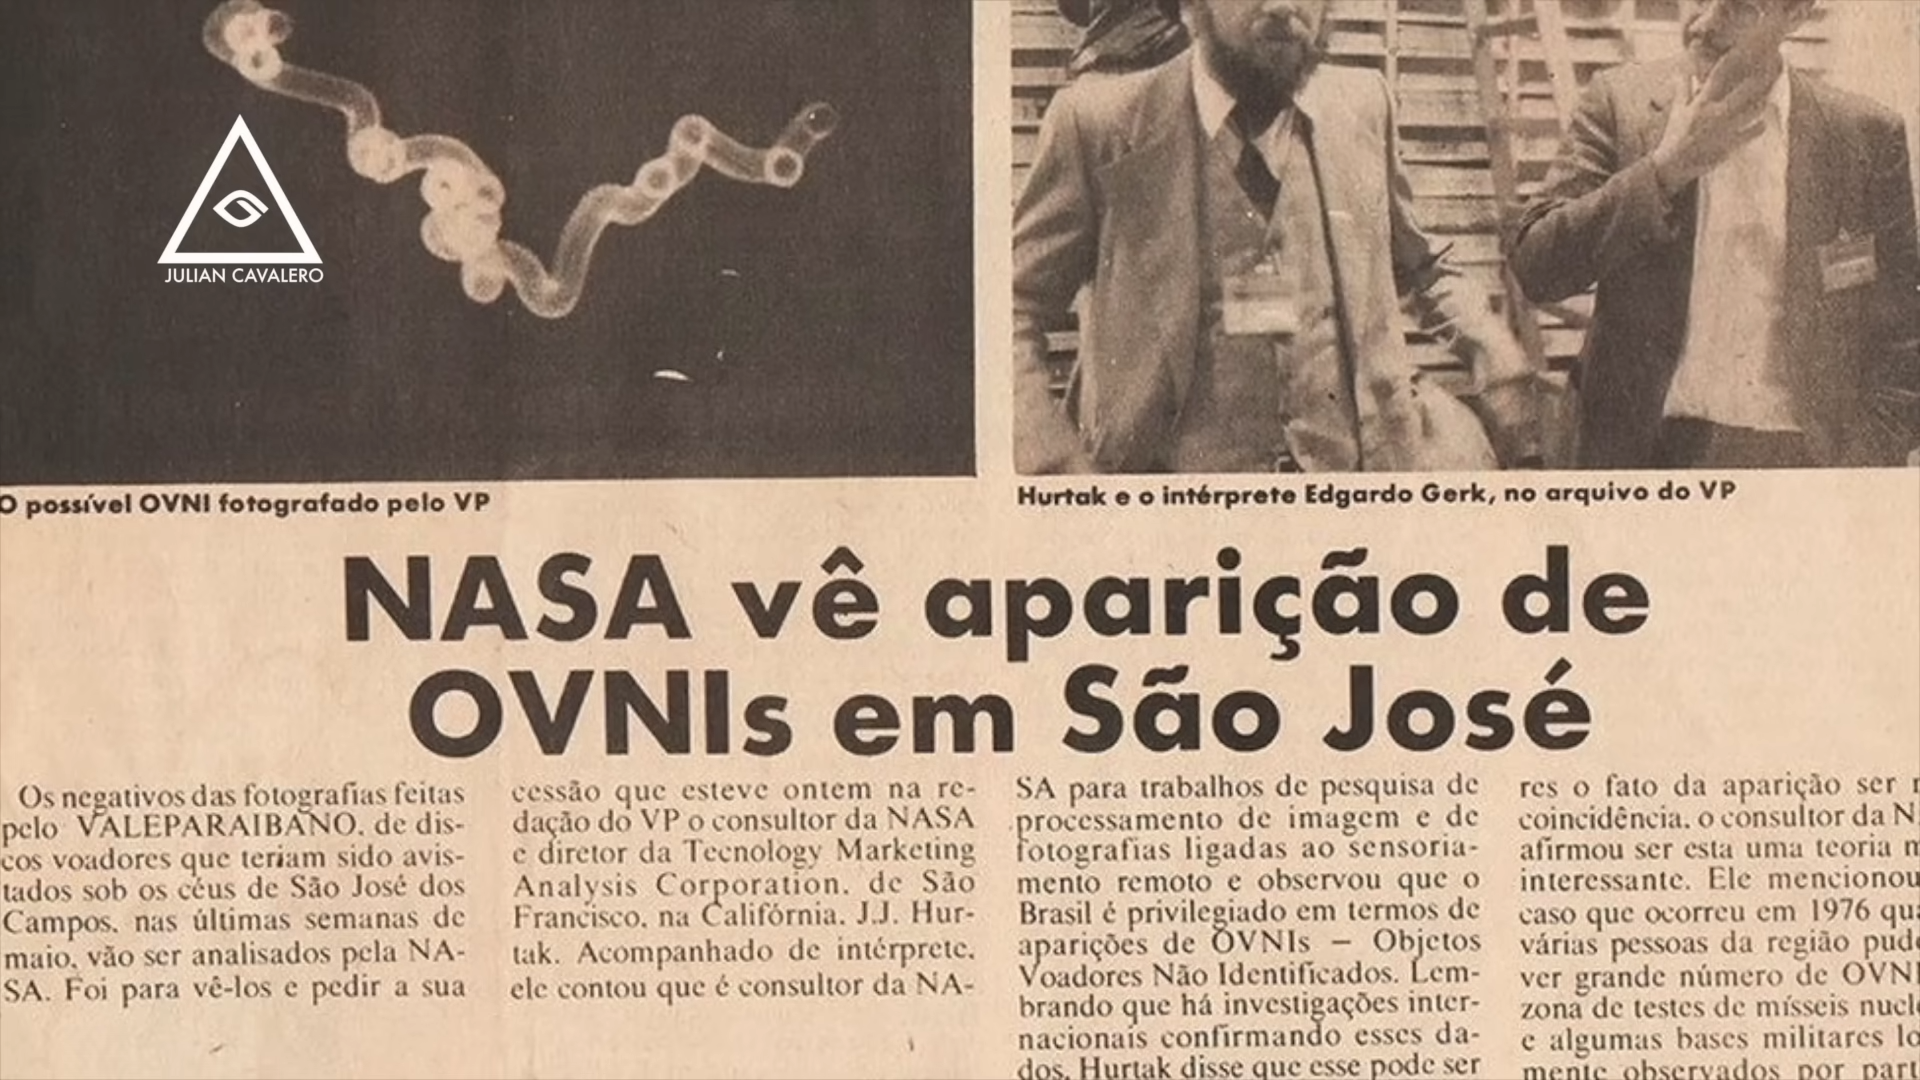 JULIAN CAVALERO
O possível OVNI fotografado pelo VP
Hurtak e o intérprete Edgardo Gerk, no arquivo do VP
NASA vê aparição de
OVNIs em São José
Os negativos das fotografias feitas
pelo VALEPARAIBANO, de dis-
cos voadores que teriam sido avis-
tados sob os céus de São José dos
Campos, nas últimas semanas de
maio, vão ser analisados pela NA-
SA. Foi para vê-los e pedir a sua
cessão que esteve ontem na re-
dação do VP o consultor da NASA
e diretor da Tecnology Marketing
Analysis Corporation, de São
Francisco, na Califórnia, J.J. Hur-
tak. Acompanhado de intérprete,
ele contou que é consultor da NA-
SA para trabalhos de pesquisa de
processamento de imagem e de
fotografias ligadas ao sensoria-
mento remoto e observou que o
Brasil é privilegiado em termos de
aparições de OVNIs — Objetos
Voadores Não Identificados. Lem-
brando que há investigações inter-
nacionais confirmando esses da-
dos, Hurtak disse que esse pode ser
res o fato da aparição ser
coincidência, o consultor da
afirmou ser esta uma teoria
interessante. Ele mencionou
caso que ocorreu em 1976
várias pessoas da região
ver grande número de
zona de testes de mísseis
e algumas bases militares
mente observados por